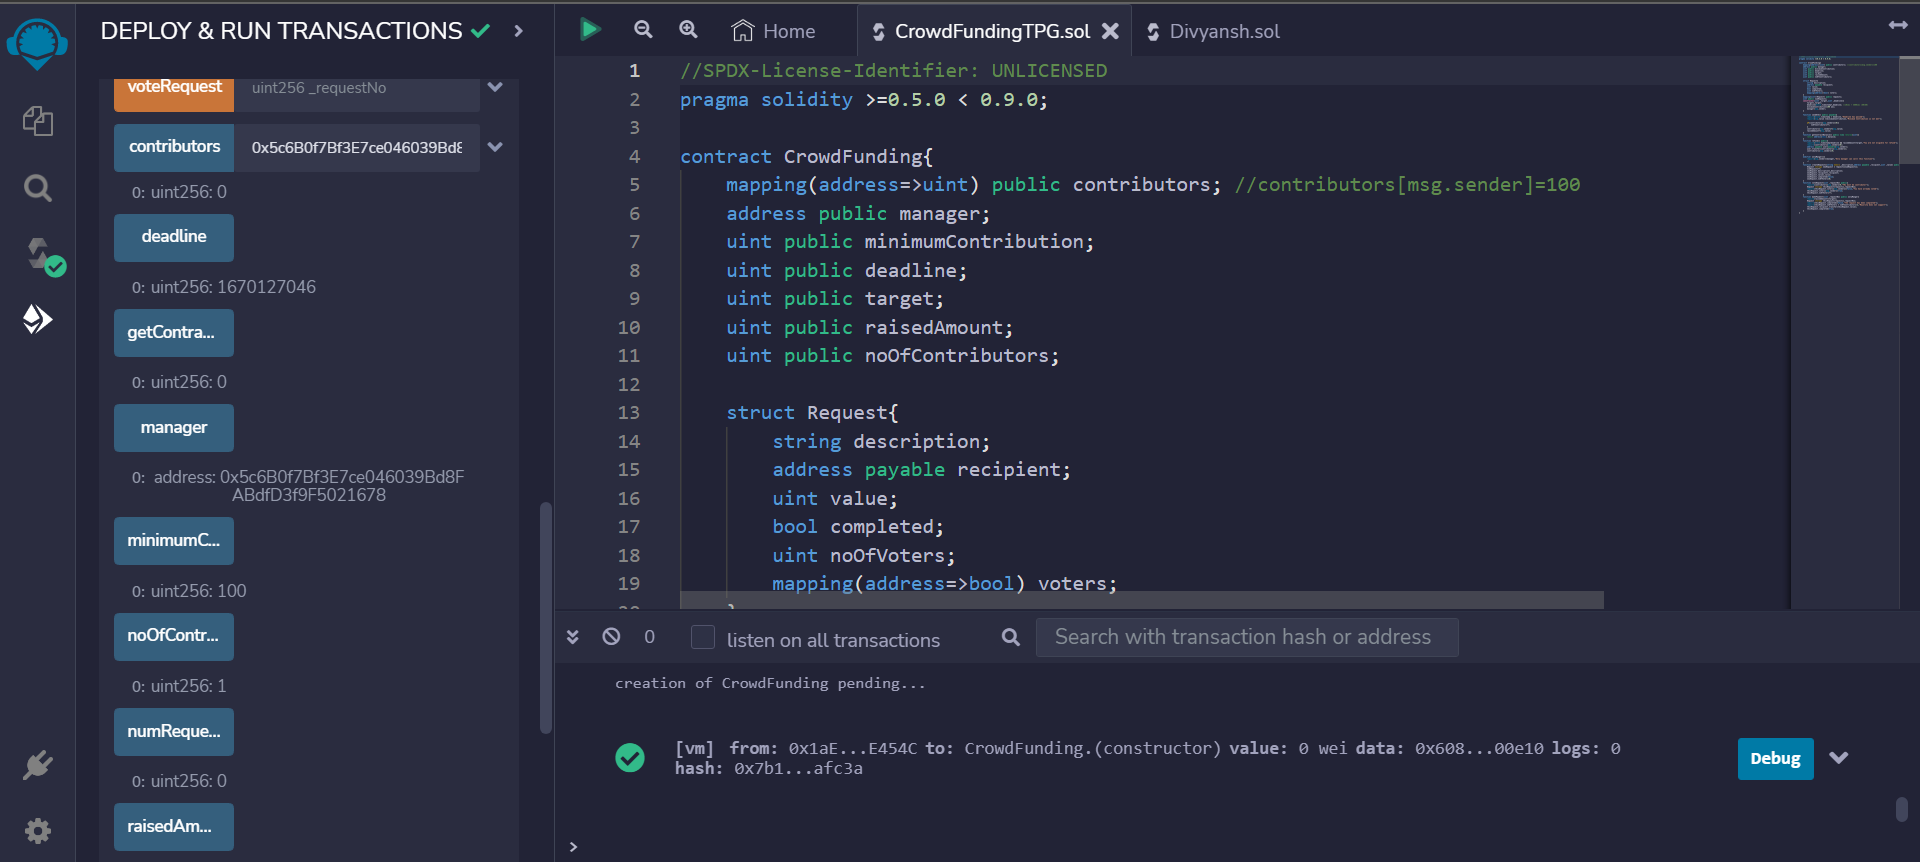 DEPLOY & RUN TRANSACTIONS
voteRequest uint256 _requestNo
contributors 0x5c6B0f7Bf3E7ce046039Bd8
0: uint256: 0
deadline
0: uint256: 1670127046
getContra...
0: uint256: 0
manager
0: address: 0x5c6B0f7Bf3E7ce046039Bd8F
ABdfD3f9F5021678
minimumC...
0: uint256: 100
noOfContr...
0: uint256: 1
numReque...
0: uint256: 0
raisedAm...
Home
CrowdFundingTPG.sol
Divyansh.sol
1 //SPDX-License-Identifier: UNLICENSED
2 pragma solidity >=0.5.0 < 0.9.0;
3
4 contract CrowdFunding{
5 mapping(address=>uint) public contributors; //contributors[msg.sender]=100
6 address public manager;
7 uint public minimumContribution;
8 uint public deadline;
9 uint public target;
10 uint public raisedAmount;
11 uint public noOfContributors;
12
13 struct Request{
14 string description;
15 address payable recipient;
16 uint value;
17 bool completed;
18 uint noOfVoters;
19 mapping(address=>bool) voters;
0 listen on all transactions Search with transaction hash or address
creation of CrowdFunding pending...
[vm] from: 0x1aE...E454C to: CrowdFunding.(constructor) value: 0 wei data: 0x608...00e10 logs: 0
hash: 0x7b1...afc3a
Debug
>